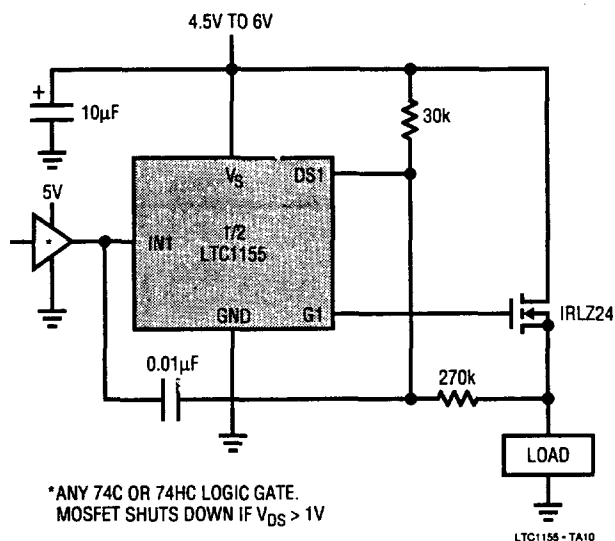 4.5V TO 6V
+
10µF
30k
5V
*
VS
DS1
IN1
1/2
LTC1155
GND
G1
IRLZ24
0.01µF
270k
LOAD
*ANY 74C OR 74HC LOGIC GATE.
MOSFET SHUTS DOWN IF VDS > 1V
LTC1155 • TA10